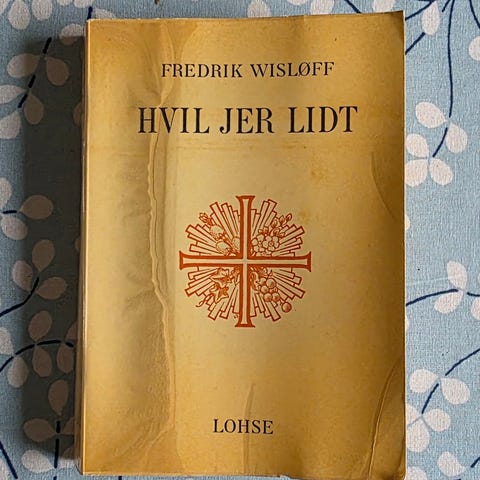 FREDRIK WISLØFF
HVIL JER LIDT
LOHSE